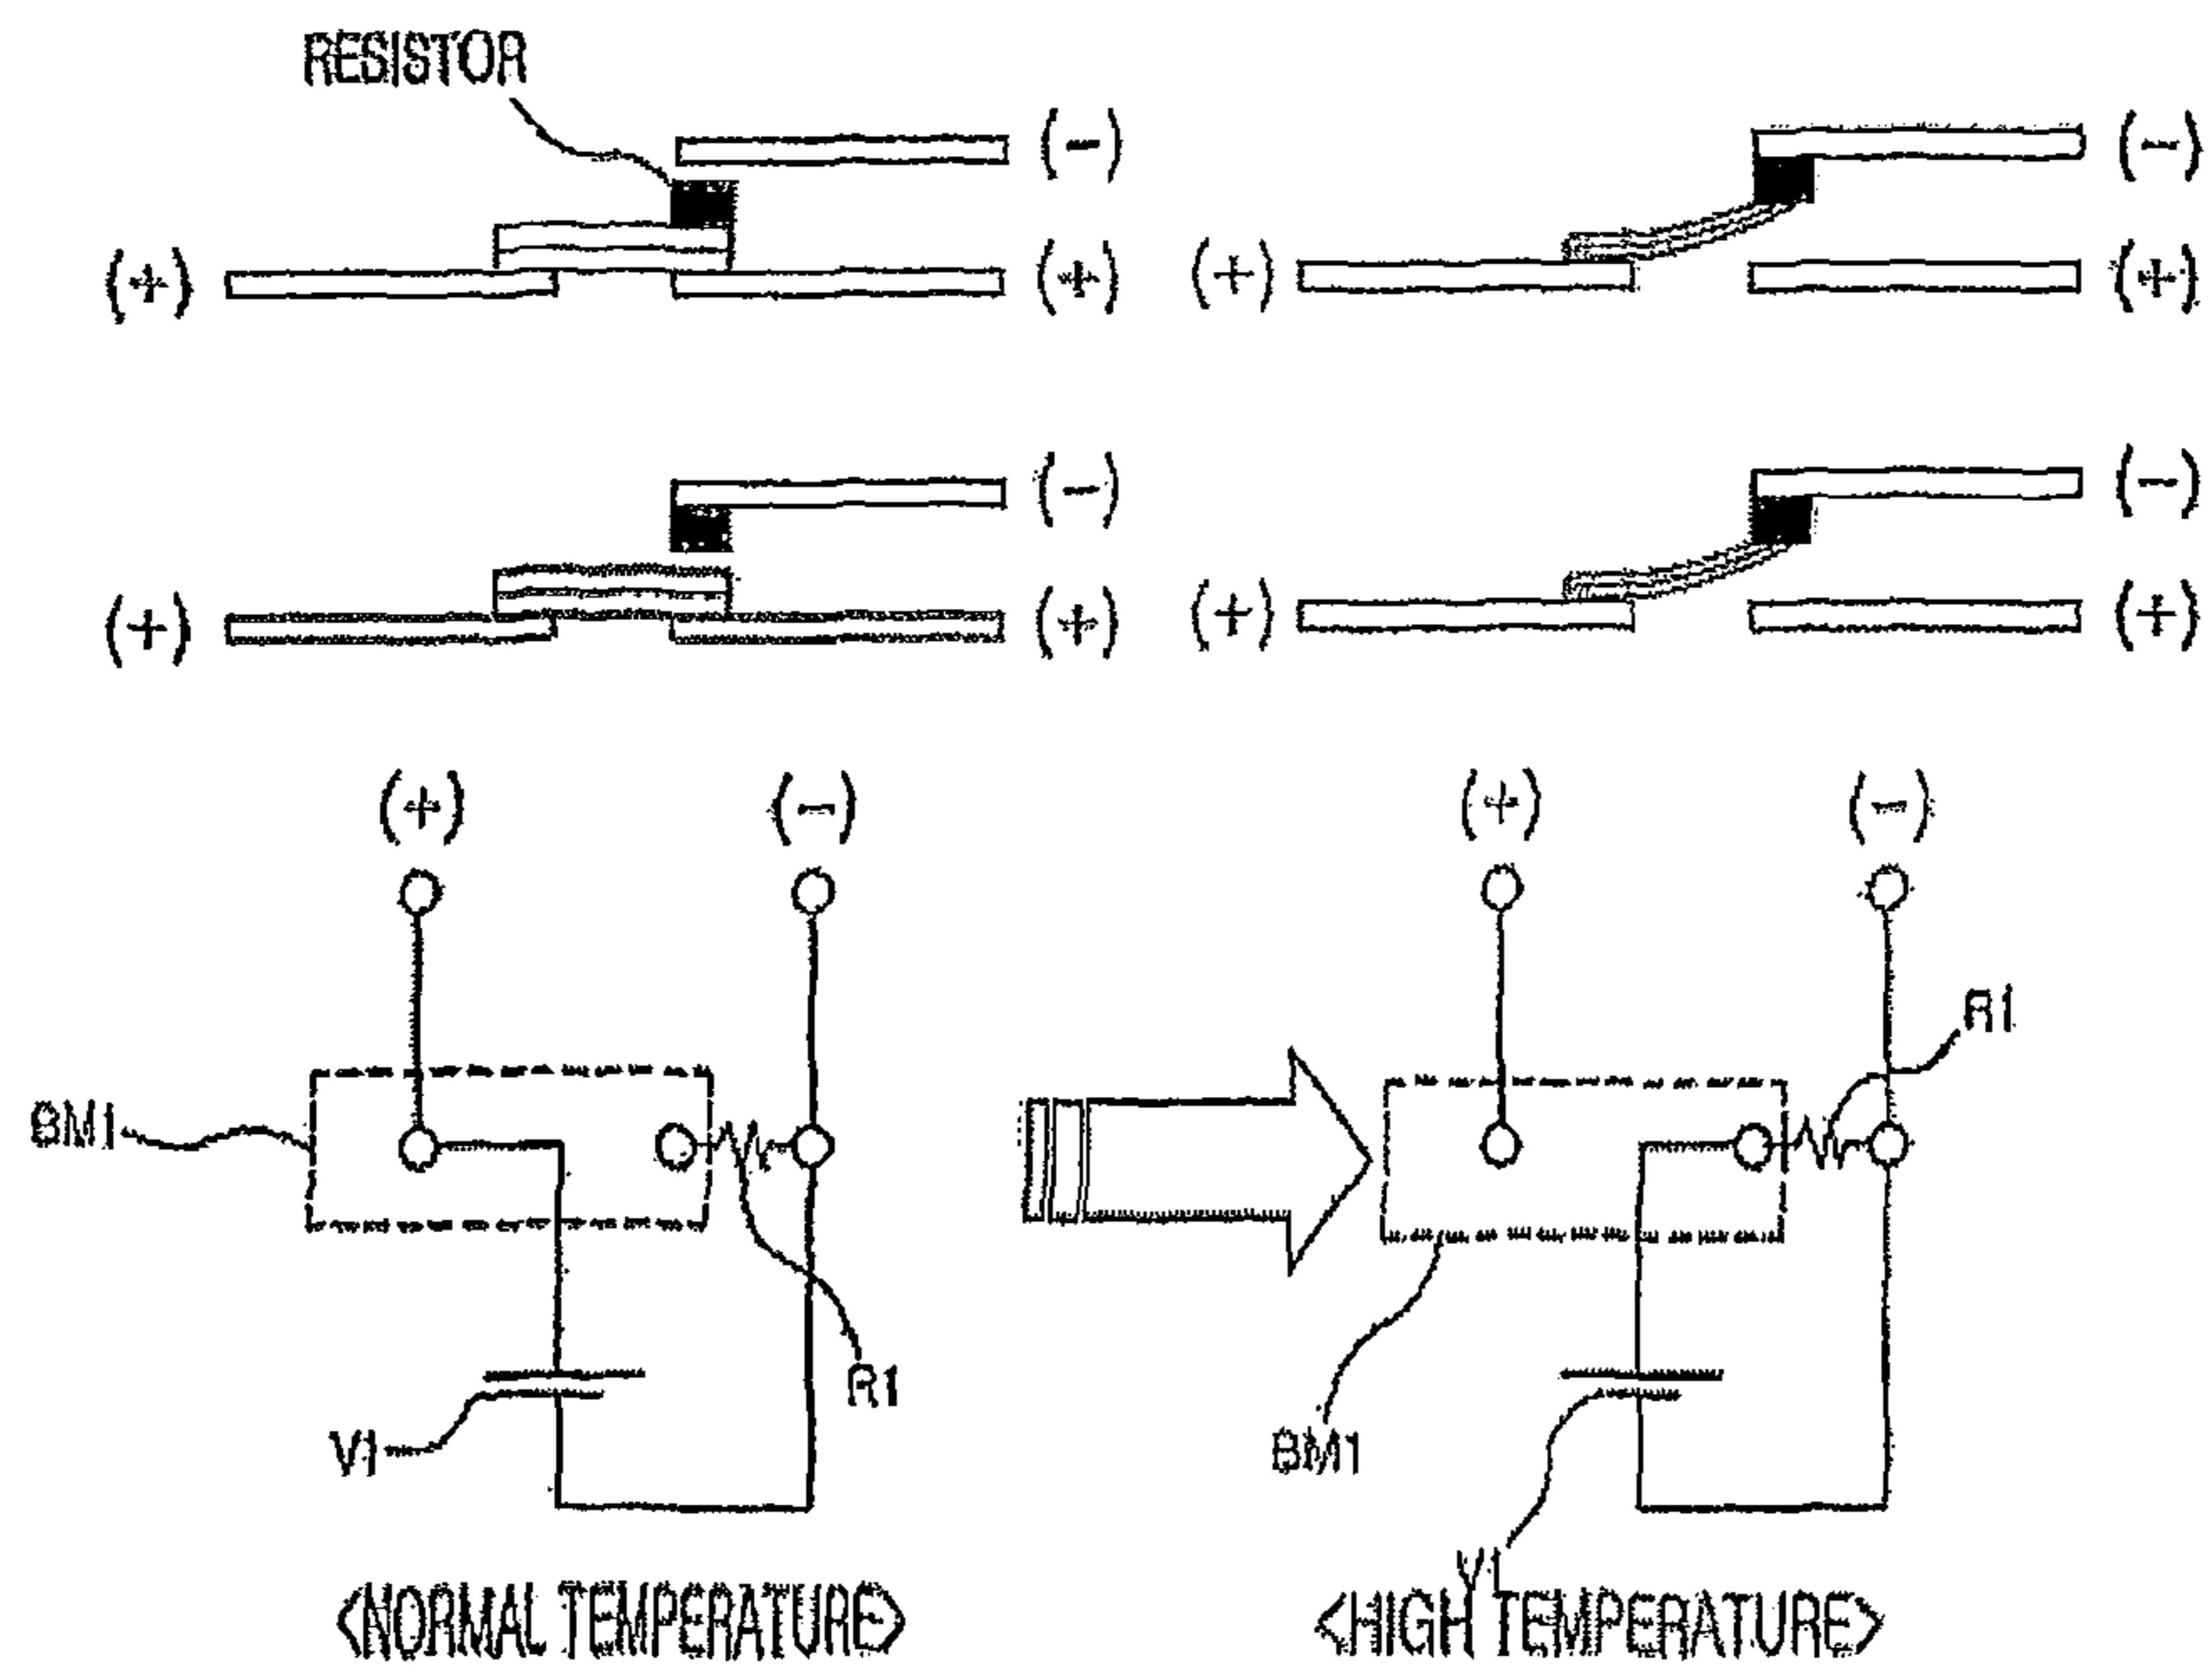 RESISTOR
(-)
(-)
(+)
(+)
(+)
(+)
(-)
(-)
(+)
(+)
(+)
(+)
(+)
(-)
(+)
(-)
R1
BM1
R1
V1
BM1
V1
<NORMAL TEMPERATURE>
<HIGH TEMPERATURE>